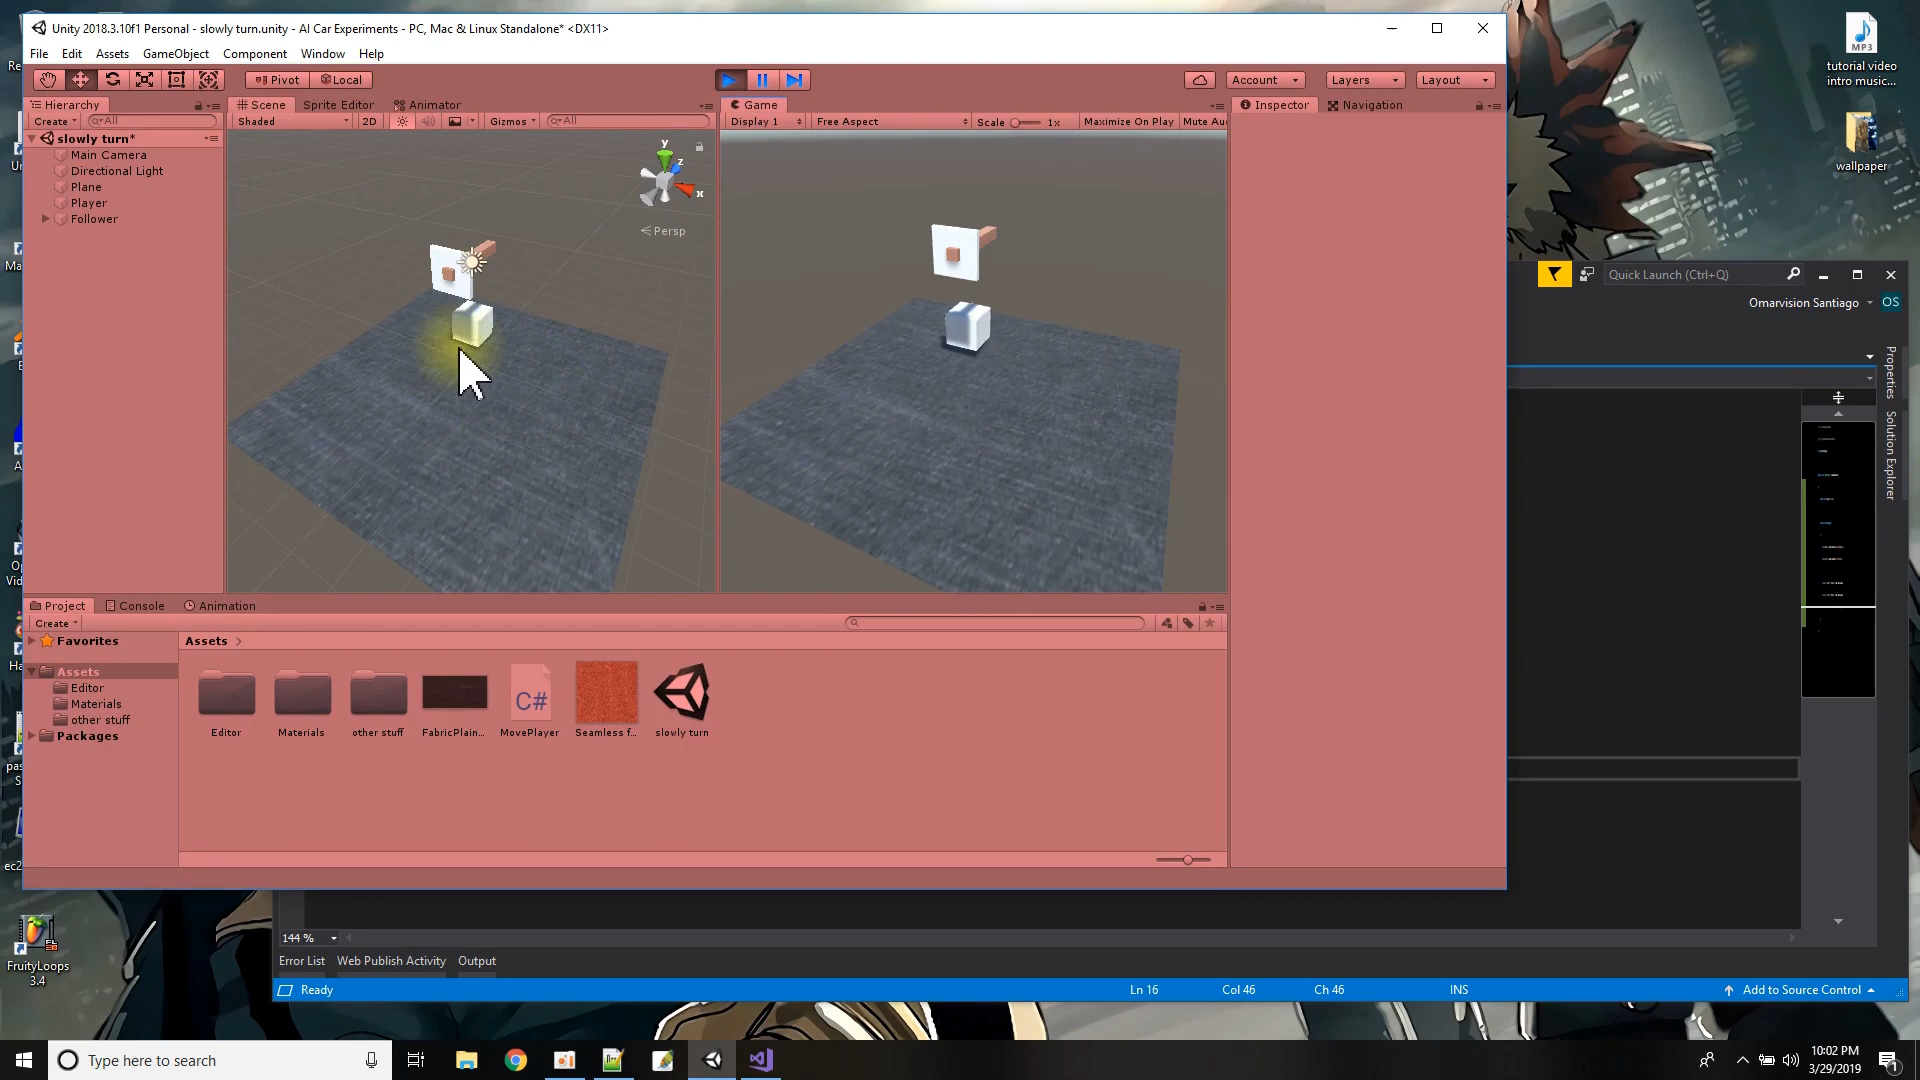 Unity 2018.3.10f1 Personal - slowly turn.unity - AI Car Experiments - PC, Mac & Linux Standalone* <DX11>
File Edit Assets GameObject Component Window Help
Pivot Local Account Layers Layout
Hierarchy Scene Sprite Editor Animator Game Inspector Navigation
Create All Shaded 2D Gizmos All Display 1 Free Aspect Scale 1x Maximize On Play Mute Au
slowly turn*
Main Camera
Directional Light
Plane
Player
Follower
y
z
x
Persp
Project Console Animation
Create
Favorites
Assets
Assets
Editor
Materials
other stuff
Packages
C#
Editor Materials other stuff FabricPlain... MovePlayer Seamless f... slowly turn
MP3
tutorial video
intro music...
wallpaper
Quick Launch (Ctrl+Q)
Omarvision Santiago OS
Properties
Solution Explorer
144 %
Error List Web Publish Activity Output
Ready Ln 16 Col 46 Ch 46 INS Add to Source Control
FruityLoops
3.4
Type here to search
10:02 PM
3/29/2019
1